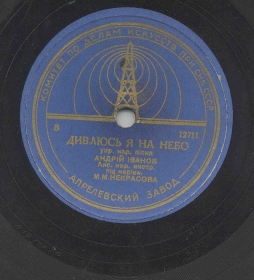 КОМИТЕТ ПО ДЕЛАМ ИСКУССТВ ПРИ СНК СССР
8
13711
ДИВЛЮСЬ Я НА НЕБО
укр. нар. пісня
АНДРІЙ ІВАНОВ
Анс. нар. инстр.
под управл.
М.М.НЕКРАСОВА
АПРЕЛЕВСКИЙ ЗАВОД